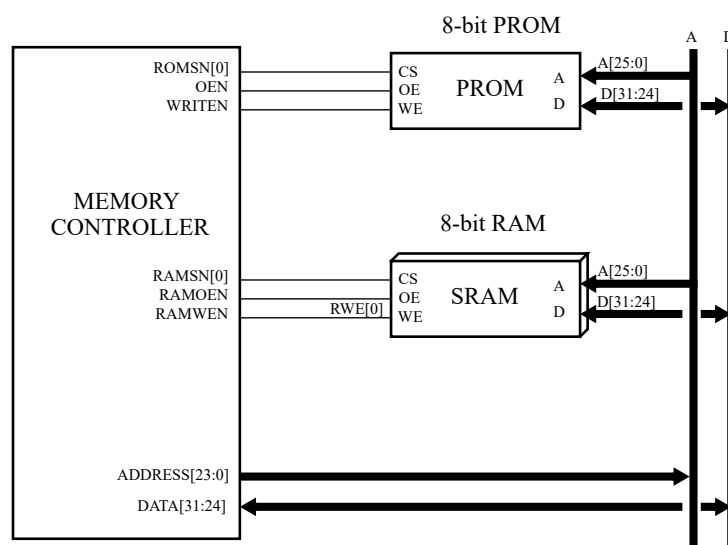 8-bit PROM
A
ROMSN[0]
OEN
WRITEN
CS
OE
WE
PROM
A
D
A[25:0]
D[31:24]
MEMORY
CONTROLLER
8-bit RAM
RAMSN[0]
RAMOEN
RAMWEN
RWE[0]
CS
OE
WE
SRAM
A
D
A[25:0]
D[31:24]
ADDRESS[23:0]
DATA[31:24]